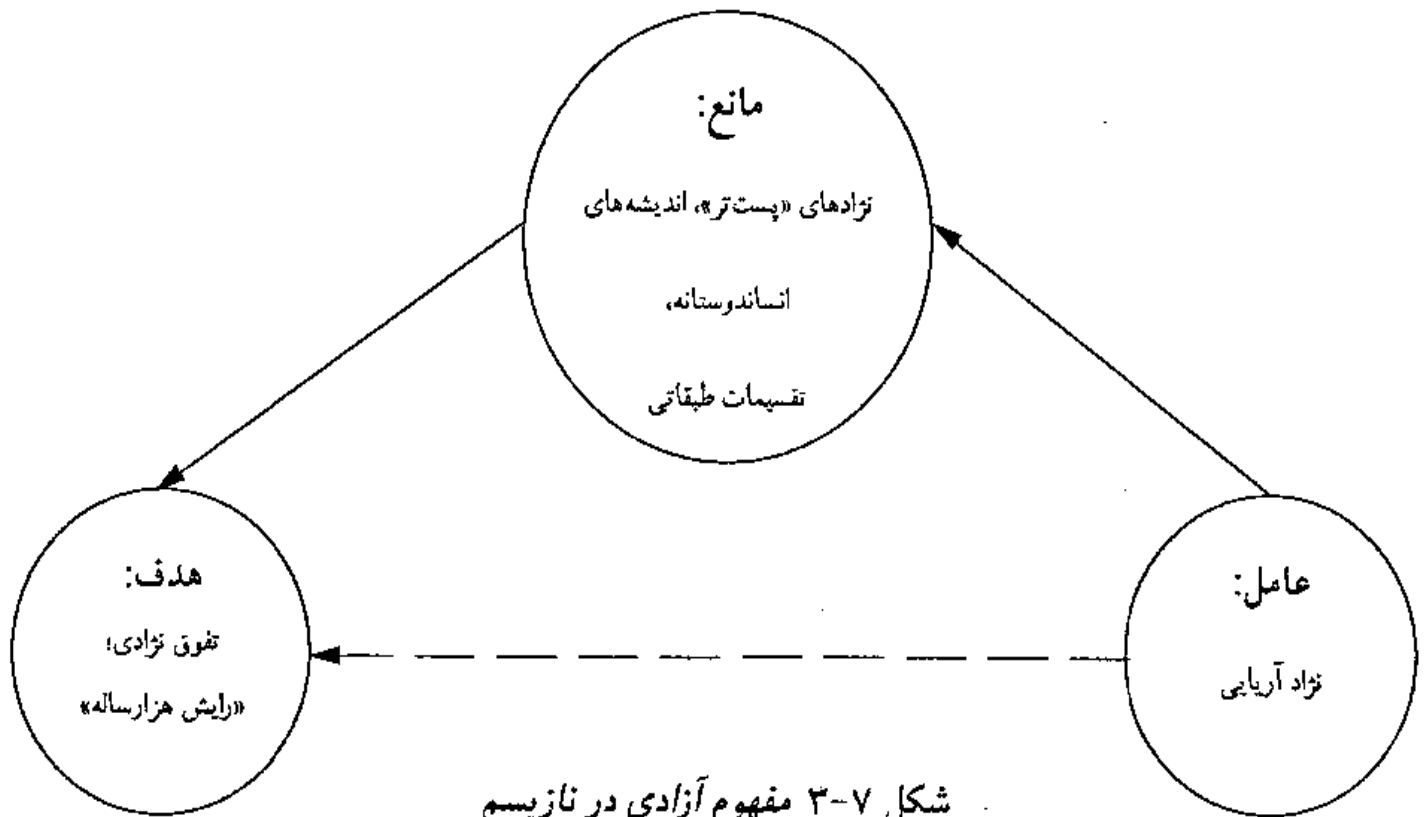 مانع:
نژادهای «پست‌تر»، اندیشه‌های
انساندوستانه،
تقسیمات طبقاتی
عامل:
نژاد آریایی
هدف:
تفوق نژادی؛
«رایش هزارساله»
شکل ۷-۳ مفهوم آزادی در نازیسم